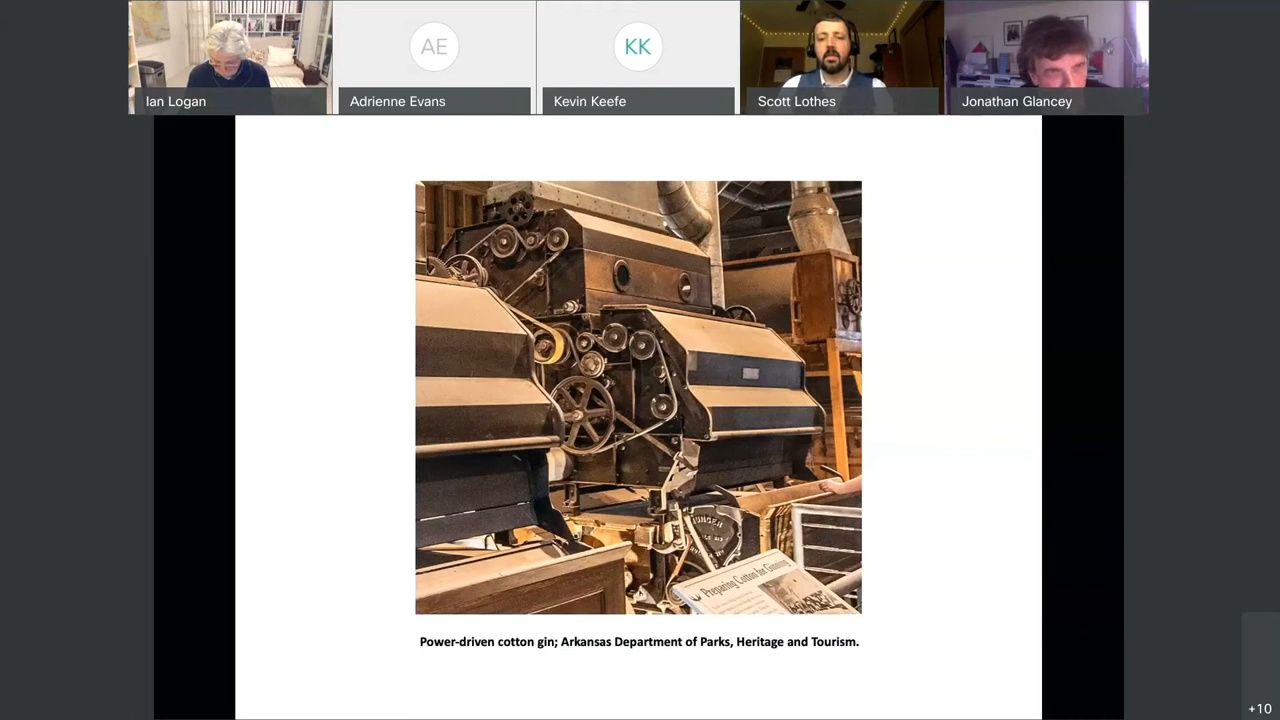 AE
KK
Ian Logan
Adrienne Evans
Kevin Keefe
Scott Lothes
Jonathan Glancey
Preparing Cotton for Ginning
Power-driven cotton gin; Arkansas Department of Parks, Heritage and Tourism.
+10